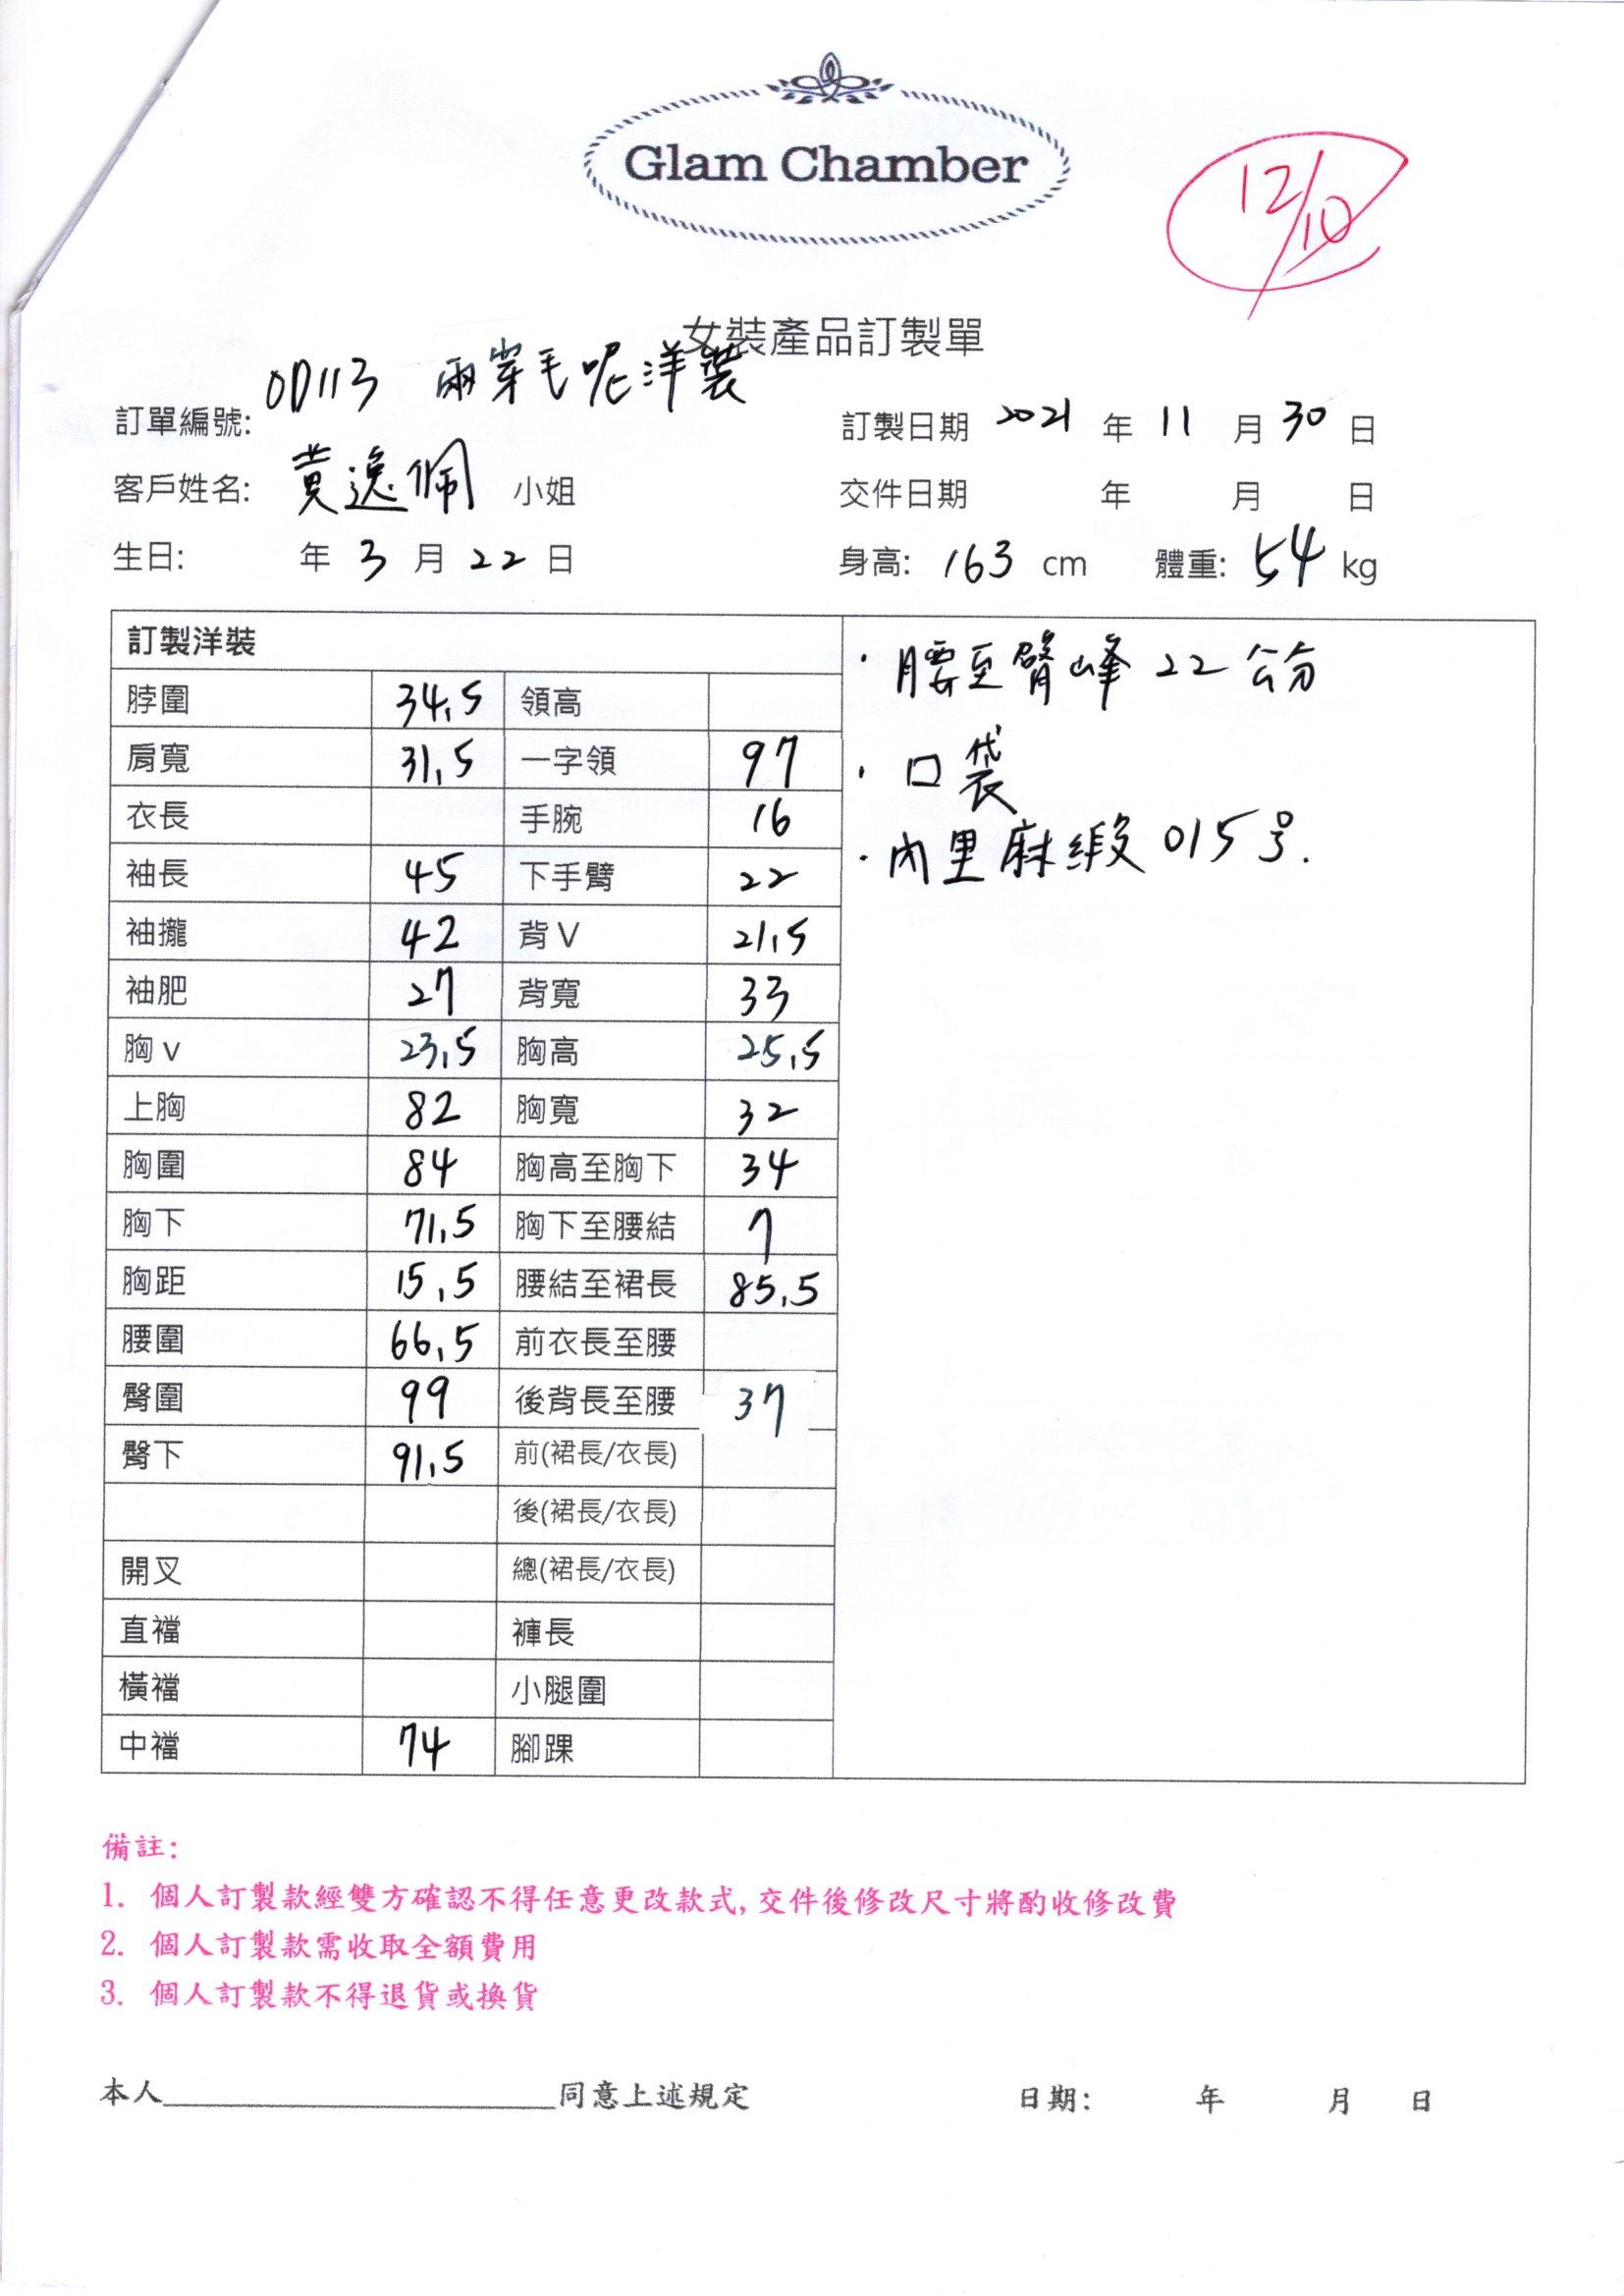 Glam Chamber
12/10
女裝產品訂製單
訂單編號: OD113 兩穿毛呢洋裝
訂製日期 2021 年 11 月 30 日
客戶姓名: 黃逸佩 小姐
交件日期 年 月 日
生日: 年 3 月 22 日
身高: 163 cm 體重: 54 kg
訂製洋裝
脖圍 34,5 領高
肩寬 31,5 一字領 97
衣長 手腕 16
袖長 45 下手臂 22
袖攏 42 背V 21,5
袖肥 27 背寬 33
胸v 23,5 胸高 25,5
上胸 82 胸寬 32
胸圍 84 胸高至胸下 34
胸下 71,5 胸下至腰結 7
胸距 15,5 腰結至裙長 85,5
腰圍 66,5 前衣長至腰
臀圍 99 後背長至腰 37
臀下 91,5 前(裙長/衣長)
後(裙長/衣長)
開叉 總(裙長/衣長)
直襠 褲長
橫襠 小腿圍
中襠 74 腳踝
·腰至臀峰 22 公分
·口袋
·內里麻緞 015号.
備註:
1. 個人訂製款經雙方確認不得任意更改款式,交件後修改尺寸將酌收修改費
2. 個人訂製款需收取全額費用
3. 個人訂製款不得退貨或換貨
本人____________________同意上述規定
日期: 年 月 日